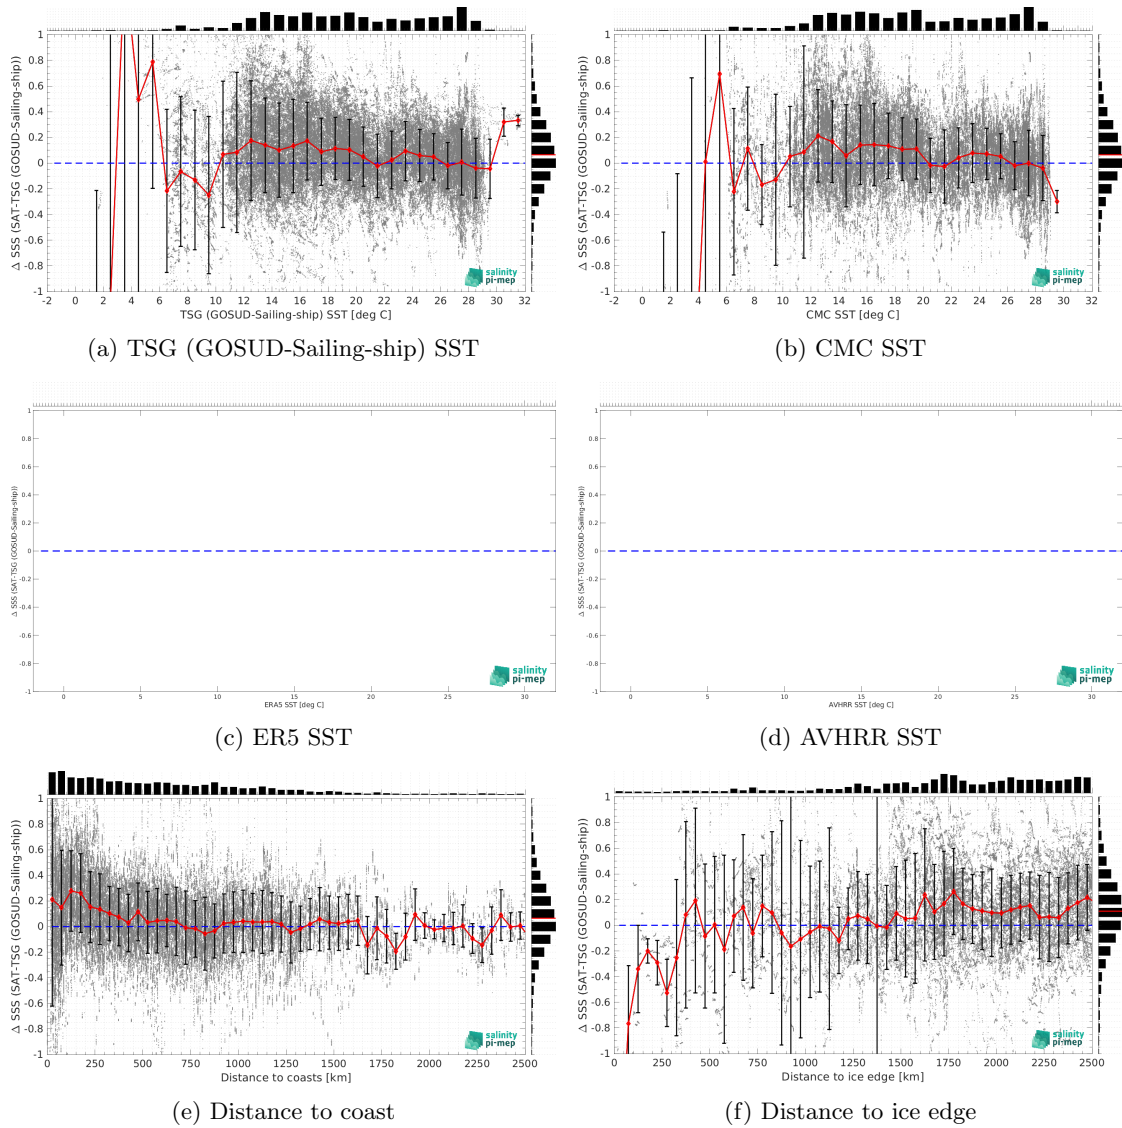 1
0.8
0.6
0.4
0.2
0
-0.2
-0.4
-0.6
-0.8
-1
Δ SSS (SAT-TSG (GOSUD-Sailing-ship))
-2 0 2 4 6 8 10 12 14 16 18 20 22 24 26 28 30 32
TSG (GOSUD-Sailing-ship) SST [deg C]
salinity
pi-mep
(a) TSG (GOSUD-Sailing-ship) SST
1
0.8
0.6
0.4
0.2
0
-0.2
-0.4
-0.6
-0.8
-1
Δ SSS (SAT-TSG (GOSUD-Sailing-ship))
-2 0 2 4 6 8 10 12 14 16 18 20 22 24 26 28 30 32
CMC SST [deg C]
salinity
pi-mep
(b) CMC SST
1
0.8
0.6
0.4
0.2
0
-0.2
-0.4
-0.6
-0.8
-1
Δ SSS (SAT-TSG (GOSUD-Sailing-ship))
0 5 10 15 20 25 30
ERA5 SST [deg C]
salinity
pi-mep
(c) ER5 SST
1
0.8
0.6
0.4
0.2
0
-0.2
-0.4
-0.6
-0.8
-1
Δ SSS (SAT-TSG (GOSUD-Sailing-ship))
0 5 10 15 20 25 30
AVHRR SST [deg C]
salinity
pi-mep
(d) AVHRR SST
1
0.8
0.6
0.4
0.2
0
-0.2
-0.4
-0.6
-0.8
-1
Δ SSS (SAT-TSG (GOSUD-Sailing-ship))
0 250 500 750 1000 1250 1500 1750 2000 2250 2500
Distance to coasts [km]
salinity
pi-mep
(e) Distance to coast
1
0.8
0.6
0.4
0.2
0
-0.2
-0.4
-0.6
-0.8
-1
Δ SSS (SAT-TSG (GOSUD-Sailing-ship))
0 250 500 750 1000 1250 1500 1750 2000 2250 2500
Distance to ice edge [km]
salinity
pi-mep
(f) Distance to ice edge